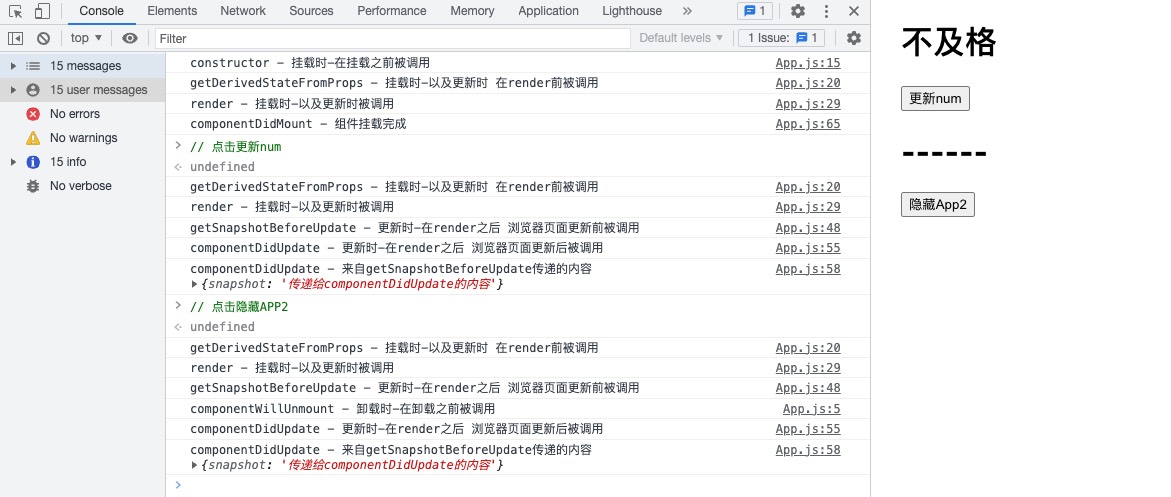 Console Elements Network Sources Performance Memory Application Lighthouse » 1
top ▼ Filter Default levels ▼ 1 Issue: 1
15 messages
15 user messages
No errors
No warnings
15 info
No verbose
constructor – 挂载时-在挂载之前被调用 App.js:15
getDerivedStateFromProps – 挂载时-以及更新时 在render前被调用 App.js:20
render – 挂载时-以及更新时被调用 App.js:29
componentDidMount – 组件挂载完成 App.js:65
> // 点击更新num
undefined
getDerivedStateFromProps – 挂载时-以及更新时 在render前被调用 App.js:20
render – 挂载时-以及更新时被调用 App.js:29
getSnapshotBeforeUpdate – 更新时-在render之后 浏览器页面更新前被调用 App.js:48
componentDidUpdate – 更新时-在render之后 浏览器页面更新后被调用 App.js:55
componentDidUpdate – 来自getSnapshotBeforeUpdate传递的内容 App.js:58
{snapshot: '传递给componentDidUpdate的内容'}
> // 点击隐藏APP2
undefined
getDerivedStateFromProps – 挂载时-以及更新时 在render前被调用 App.js:20
render – 挂载时-以及更新时被调用 App.js:29
getSnapshotBeforeUpdate – 更新时-在render之后 浏览器页面更新前被调用 App.js:48
componentWillUnmount – 卸载时-在卸载之前被调用 App.js:5
componentDidUpdate – 更新时-在render之后 浏览器页面更新后被调用 App.js:55
componentDidUpdate – 来自getSnapshotBeforeUpdate传递的内容 App.js:58
{snapshot: '传递给componentDidUpdate的内容'}
>
不及格
更新num
------
隐藏App2